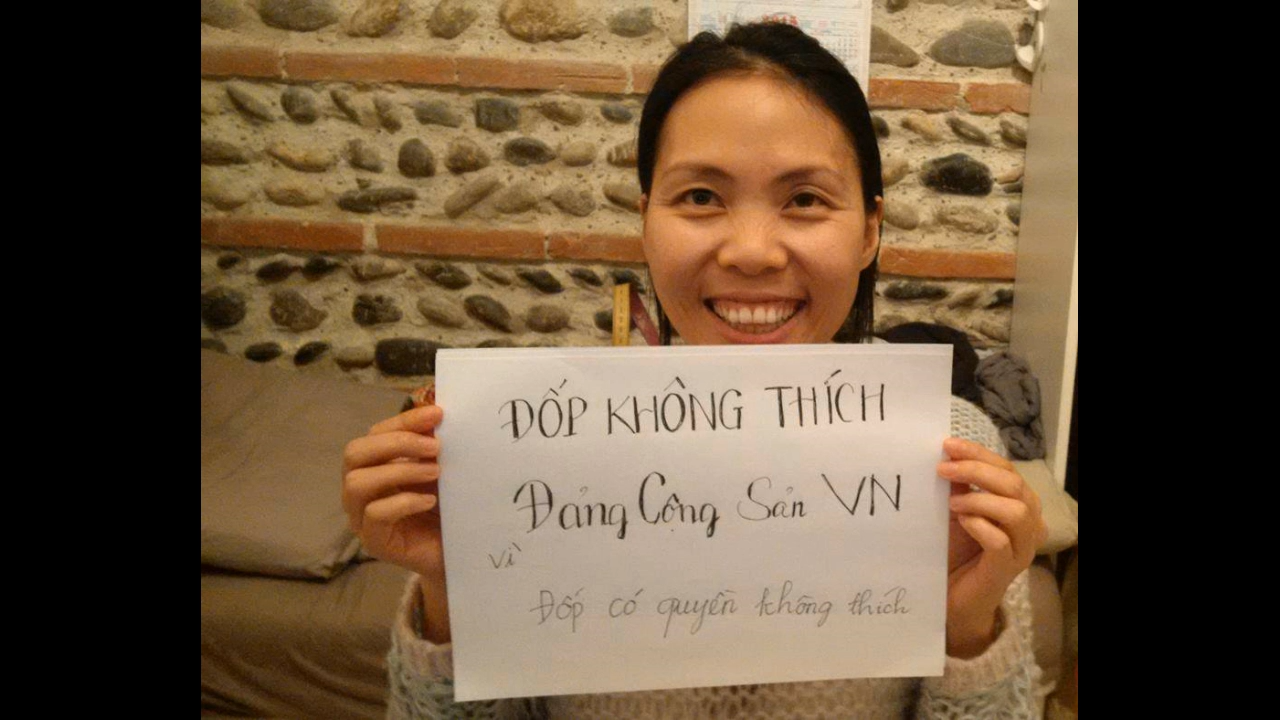 ĐỐP KHÔNG THÍCH
Đảng Cộng Sản VN
vì
Đốp có quyền không thích